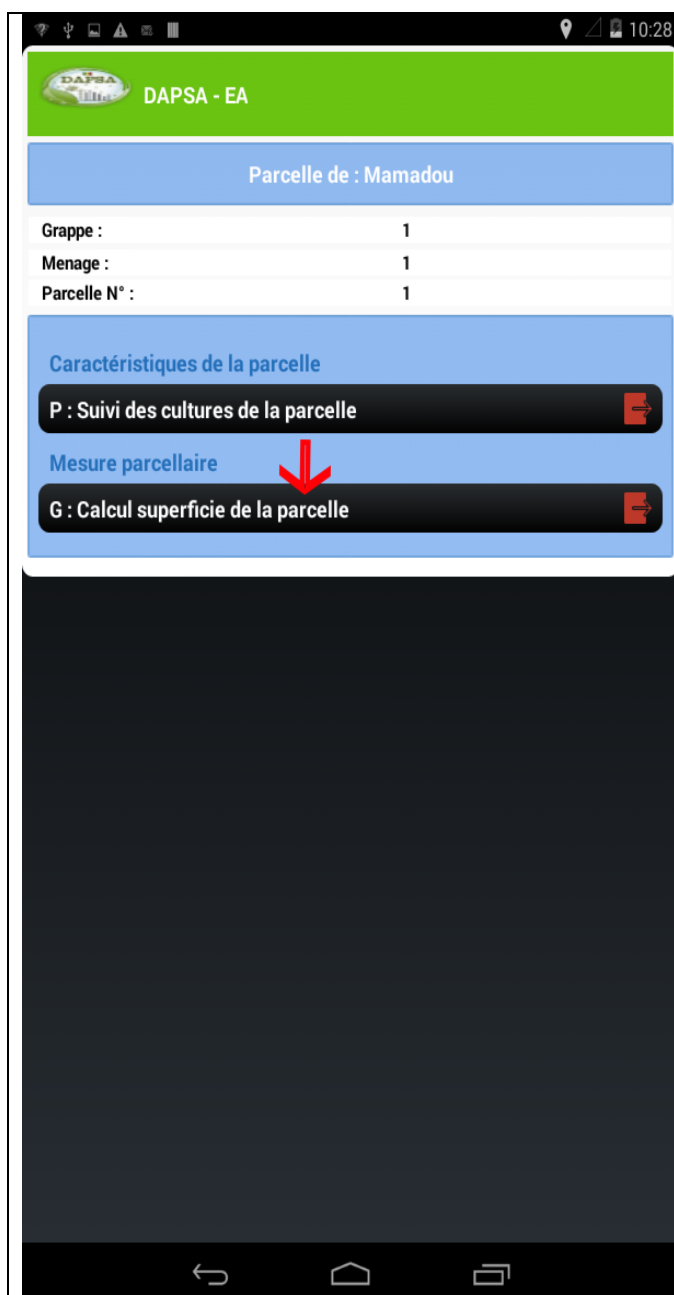 10:28
DAPSA
DAPSA - EA
Parcelle de : Mamadou
Grappe : 1
Menage : 1
Parcelle N° : 1
Caractéristiques de la parcelle
P : Suivi des cultures de la parcelle
Mesure parcellaire
G : Calcul superficie de la parcelle